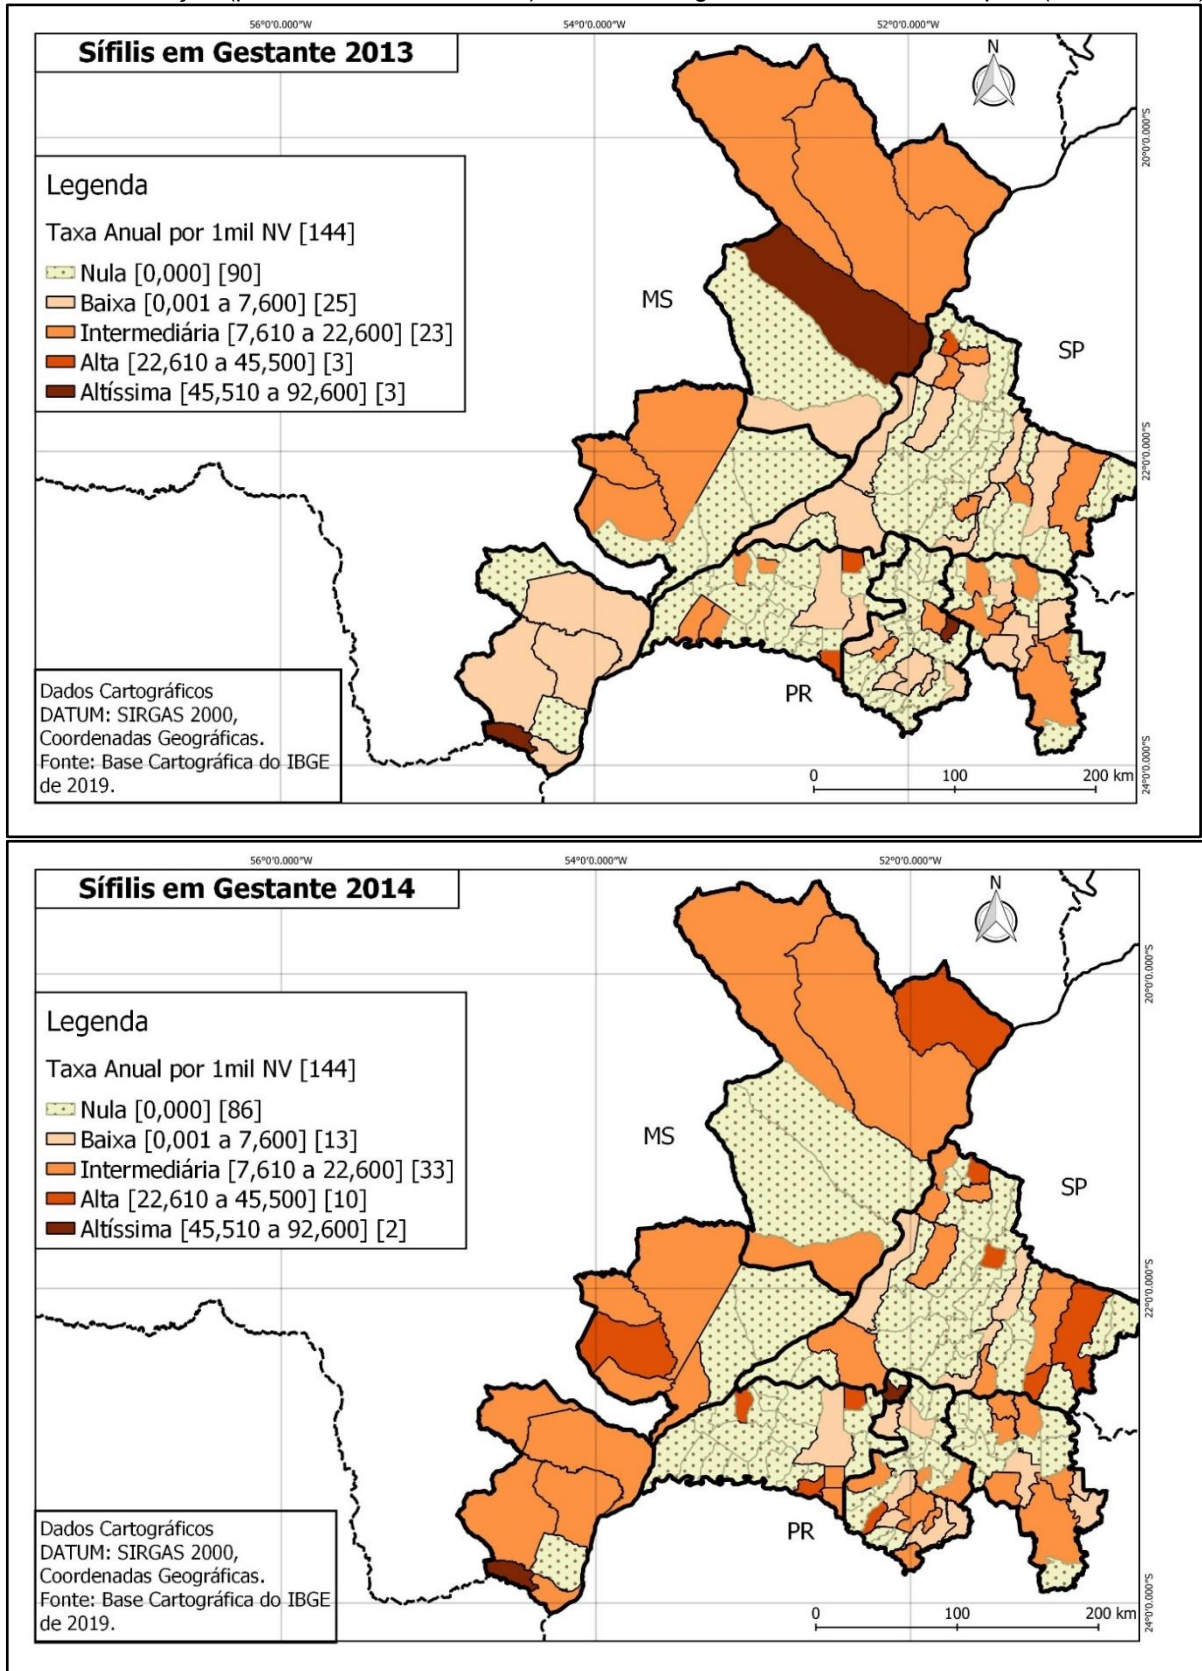 56°0'0.000"W 54°0'0.000"W 52°0'0.000"W
Sífilis em Gestante 2013
N
20°0'0.000"S
Legenda
Taxa Anual por 1mil NV [144]
Nula [0,000] [90]
Baixa [0,001 a 7,600] [25]
Intermediária [7,610 a 22,600] [23]
Alta [22,610 a 45,500] [3]
Altíssima [45,510 a 92,600] [3]
MS
SP
22°0'0.000"S
PR
Dados Cartográficos
DATUM: SIRGAS 2000,
Coordenadas Geográficas.
Fonte: Base Cartográfica do IBGE
de 2019.
0 100 200 km
24°0'0.000"S
56°0'0.000"W 54°0'0.000"W 52°0'0.000"W
Sífilis em Gestante 2014
N
20°0'0.000"S
Legenda
Taxa Anual por 1mil NV [144]
Nula [0,000] [86]
Baixa [0,001 a 7,600] [13]
Intermediária [7,610 a 22,600] [33]
Alta [22,610 a 45,500] [10]
Altíssima [45,510 a 92,600] [2]
MS
SP
22°0'0.000"S
PR
Dados Cartográficos
DATUM: SIRGAS 2000,
Coordenadas Geográficas.
Fonte: Base Cartográfica do IBGE
de 2019.
0 100 200 km
24°0'0.000"S